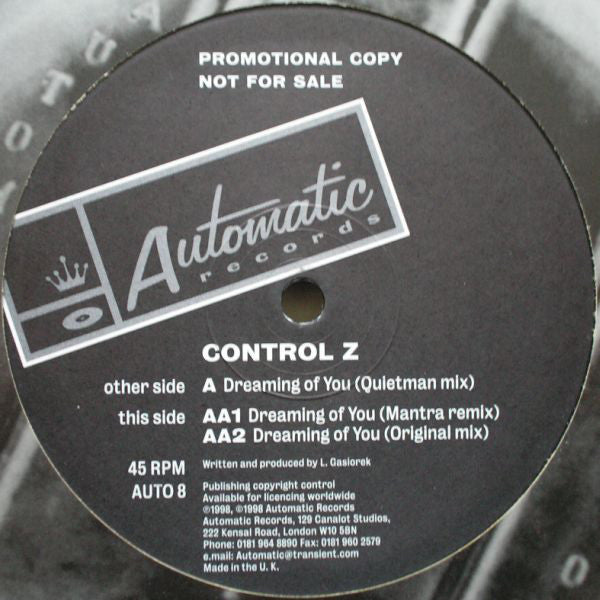 PROMOTIONAL COPY
NOT FOR SALE
Automatic
records
CONTROL Z
other side A Dreaming of You (Quietman mix)
this side AA1 Dreaming of You (Mantra remix)
AA2 Dreaming of You (Original mix)
45 RPM Written and produced by L. Gasiorek
AUTO 8 Publishing copyright control
Available for licencing worldwide
℗1998, ©1998 Automatic Records
Automatic Records, 129 Canalot Studios,
222 Kensal Road, London W10 5BN
Phone: 0181 964 8890 Fax: 0181 960 2579
e.mail: Automatic@transient.com
Made in the U. K.